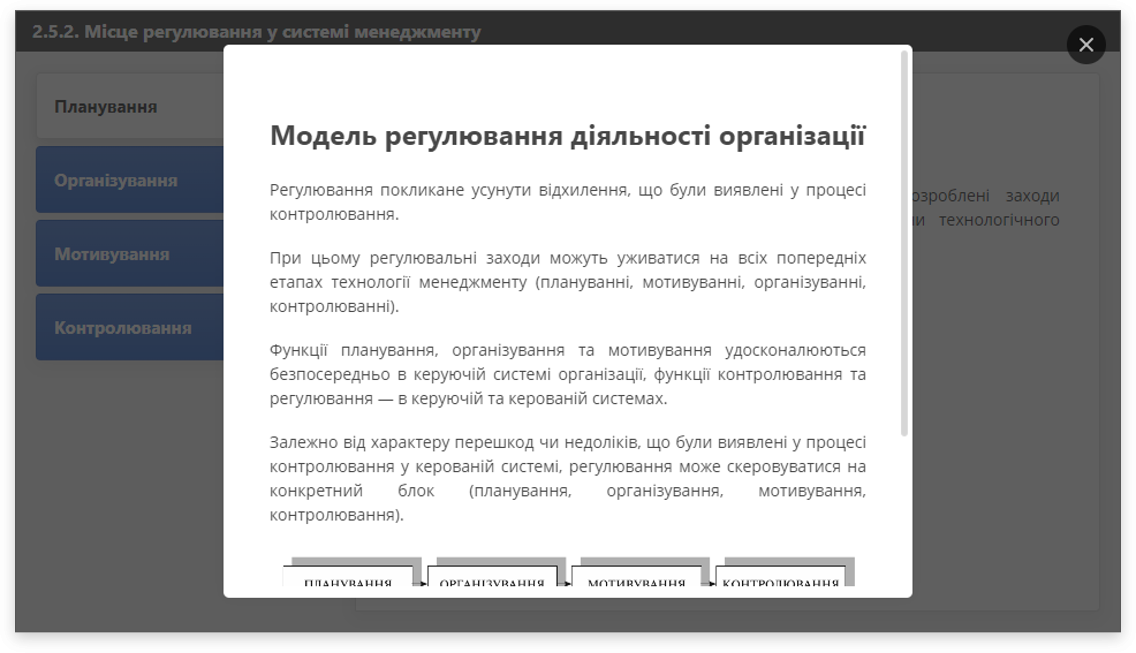 2.5.2. Місце регулювання у системі менеджменту
Планування
Організування
Мотивування
Контролювання
заходи
технологічного
Модель регулювання діяльності організації
Регулювання покликане усунути відхилення, що були виявлені у процесі
контролювання.
При цьому регулювальні заходи можуть уживатися на всіх попередніх
етапах технології менеджменту (плануванні, мотивуванні, організуванні,
контролюванні).
Функції планування, організування та мотивування удосконалюються
безпосередньо в керуючій системі організації, функції контролювання та
регулювання — в керуючій та керованій системах.
Залежно від характеру перешкод чи недоліків, що були виявлені у процесі
контролювання у керованій системі, регулювання може скеровуватися на
конкретний блок (планування, організування, мотивування,
контролювання).
ПЛАНУВАННЯ ОРГАНІЗУВАННЯ МОТИВУВАННЯ КОНТРОЛЮВАННЯ